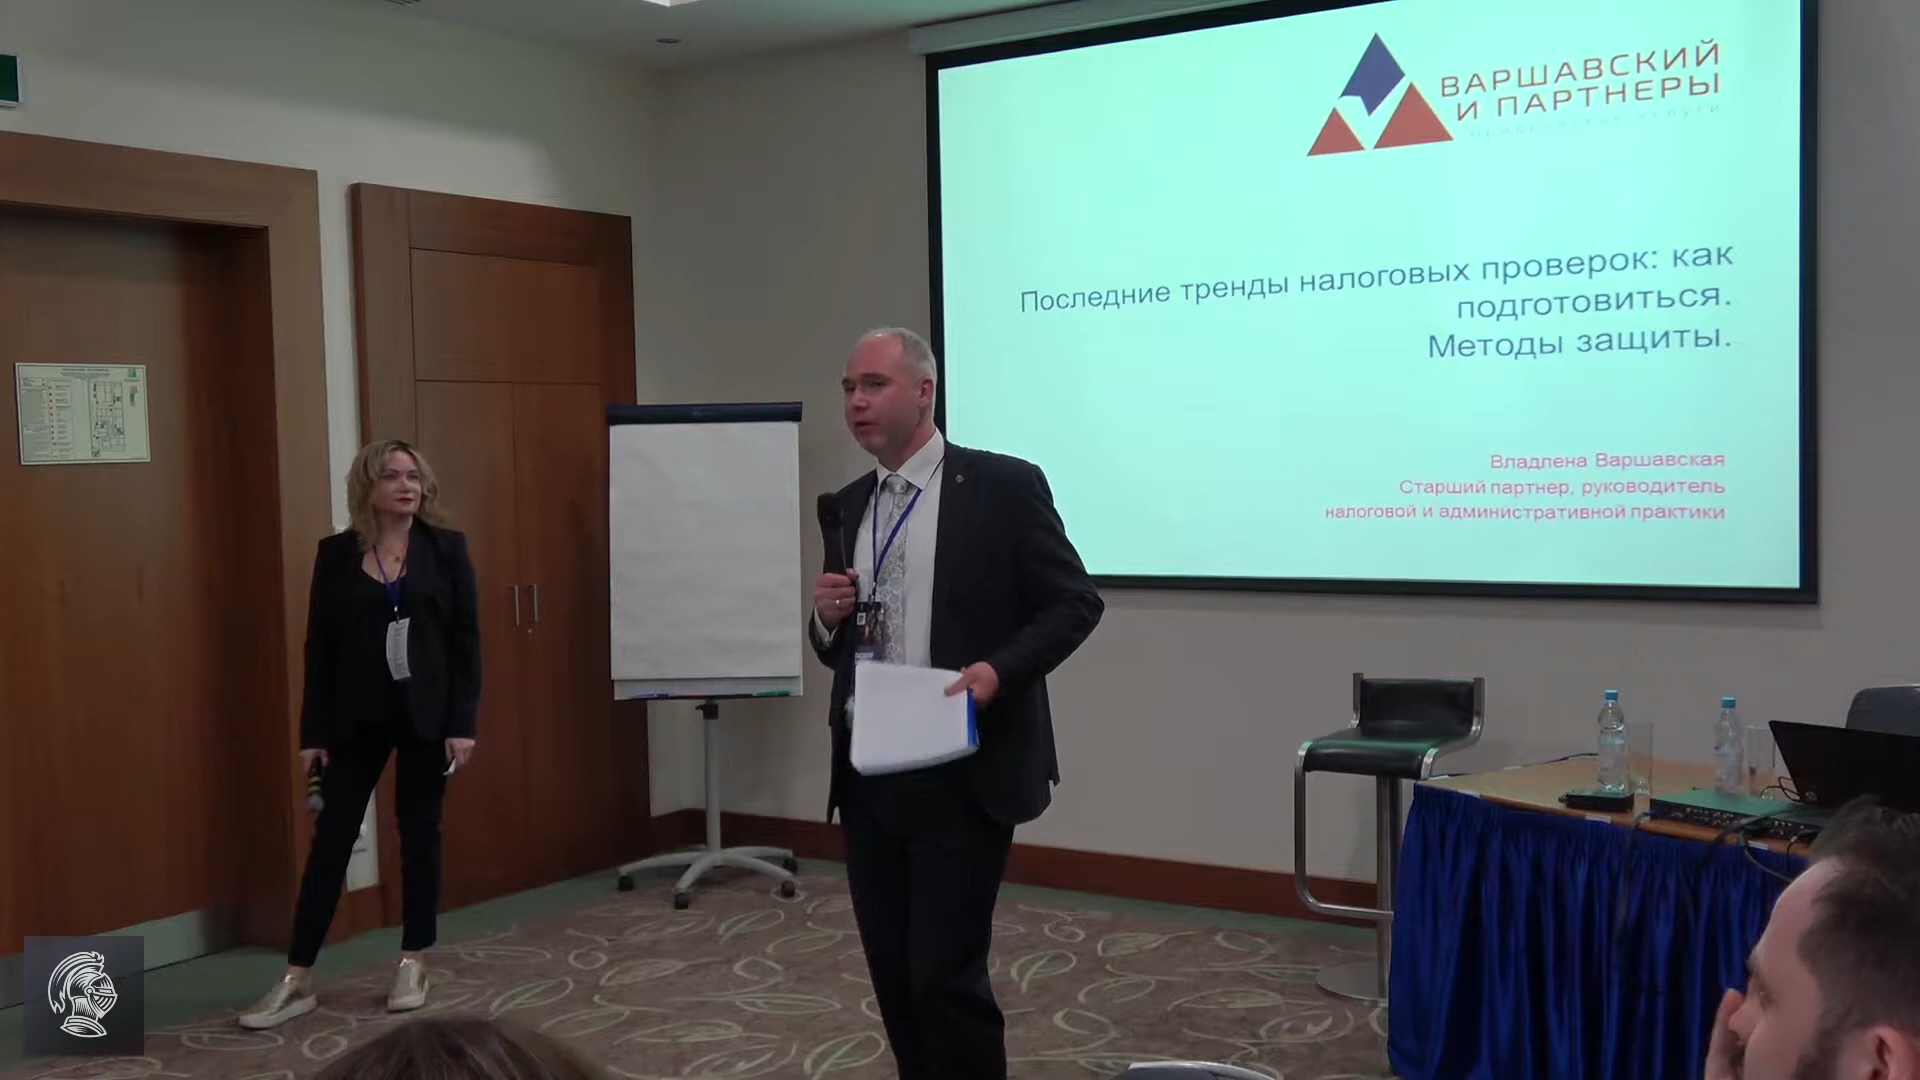 ВАРШАВСКИЙ
И ПАРТНЕРЫ
Последние тренды налоговых проверок: как
подготовиться.
Методы защиты.
Владлена Варшавская
Старший партнер, руководитель
налоговой и административной практики